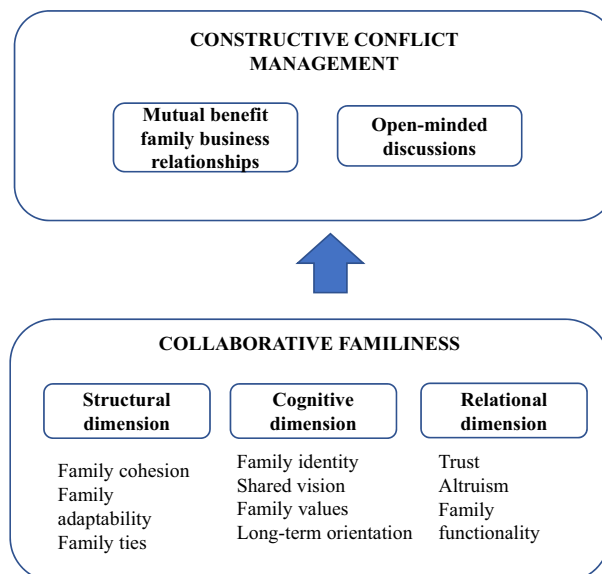 CONSTRUCTIVE CONFLICT
MANAGEMENT
Mutual benefit
family business
relationships
Open-minded
discussions
COLLABORATIVE FAMILINESS
Structural
dimension
Cognitive
dimension
Relational
dimension
Family cohesion
Family
adaptability
Family ties
Family identity
Shared vision
Family values
Long-term orientation
Trust
Altruism
Family
functionality